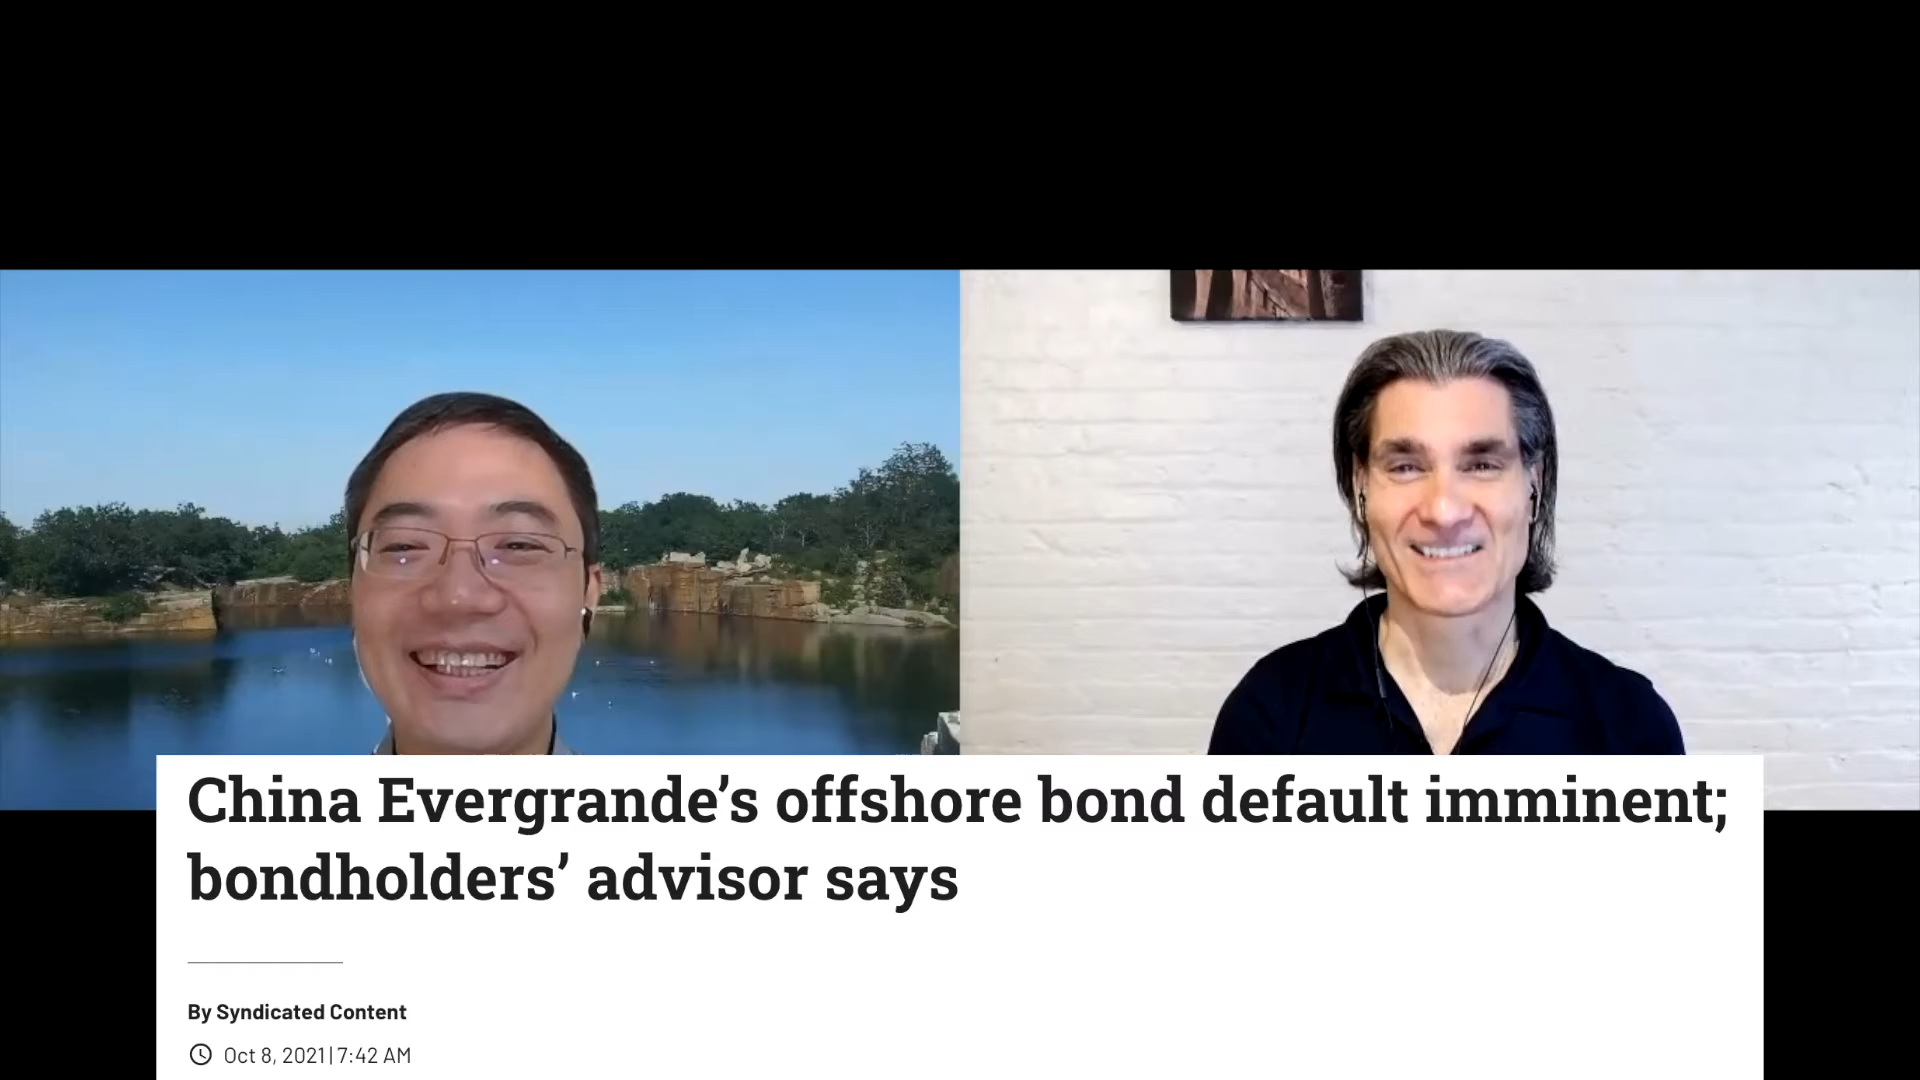 China Evergrande’s offshore bond default imminent;
bondholders’ advisor says
By Syndicated Content
Oct 8, 2021 | 7:42 AM